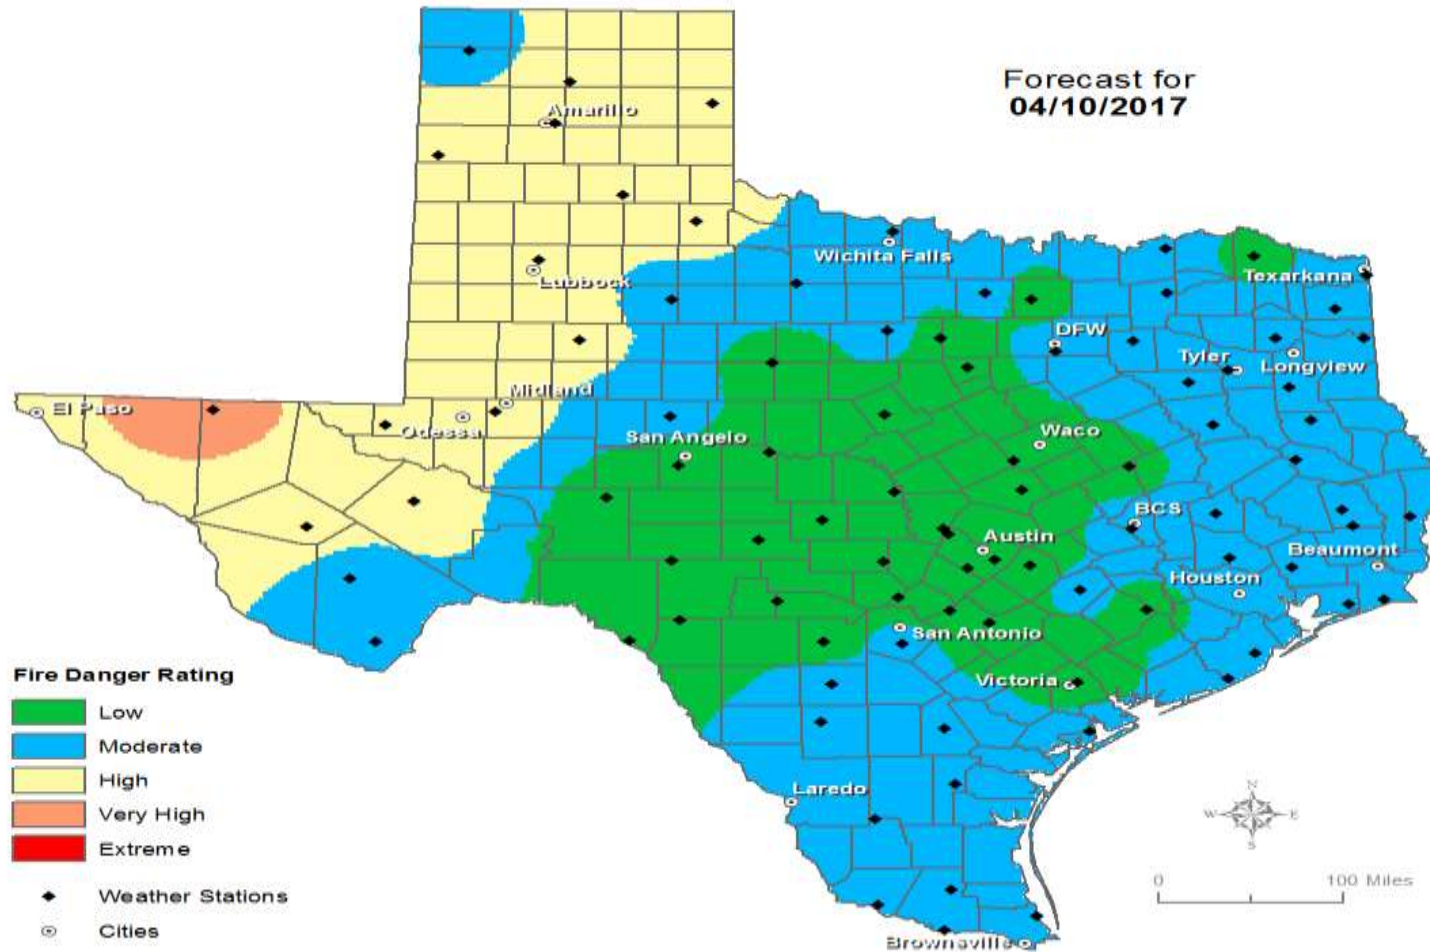 Forecast for
04/10/2017
Amarillo
Wichita Falls
Texarkana
Lubbock
DFW
Tyler
Longview
Midland
El Paso
Odessa
San Angelo
Waco
BCS
Austin
Beaumont
Houston
San Antonio
Victoria
Laredo
Brownsville
Fire Danger Rating
Low
Moderate
High
Very High
Extreme
Weather Stations
Cities
N
W E
S
0 100 Miles